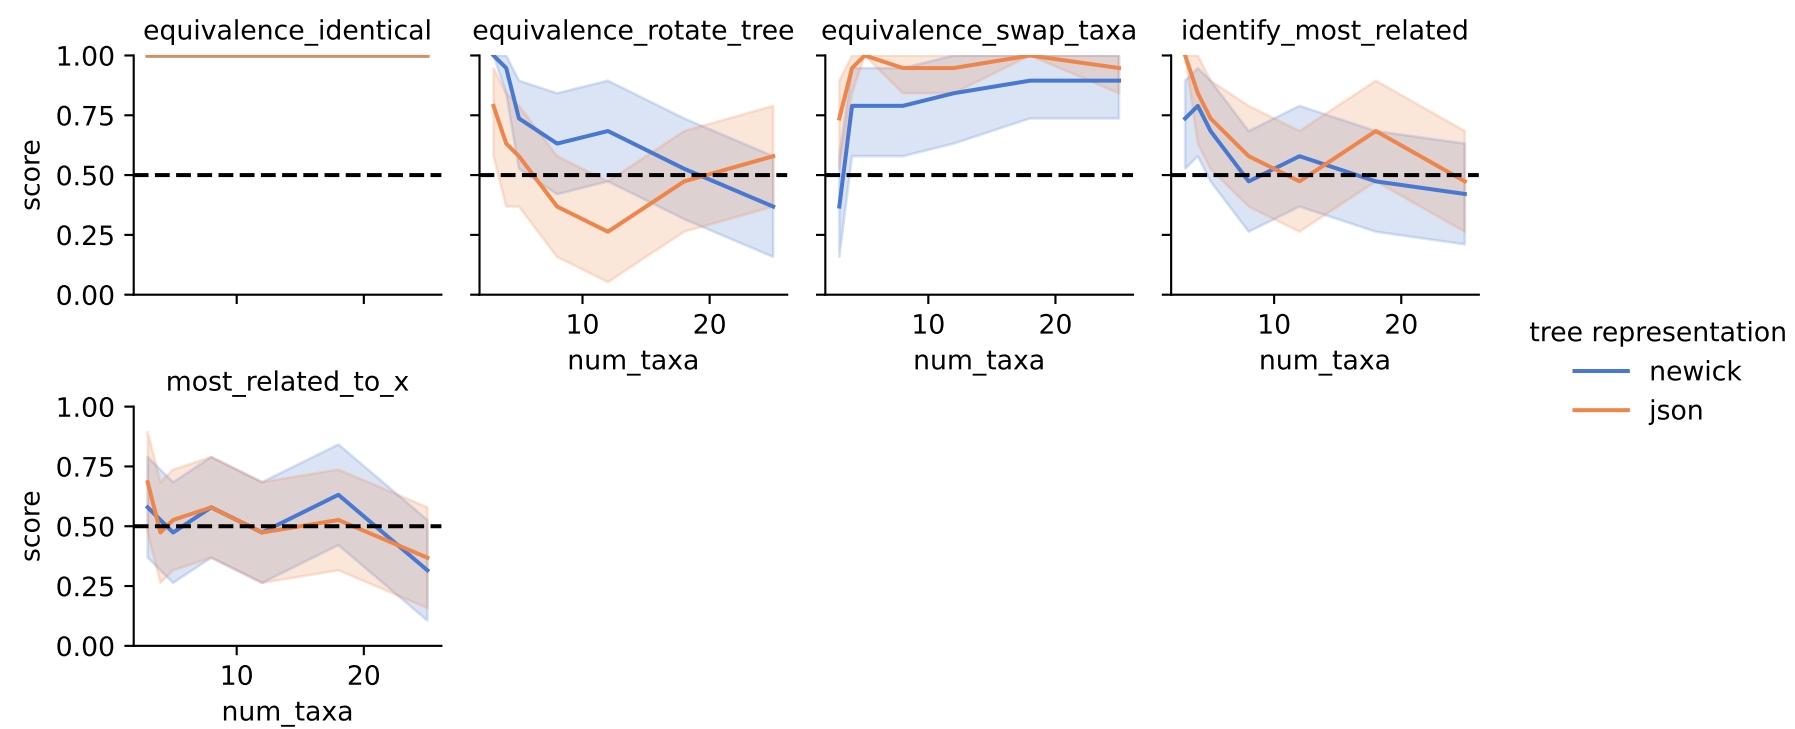 equivalence_identical
equivalence_rotate_tree
equivalence_swap_taxa
identify_most_related
score
1.00
0.75
0.50
0.25
0.00
10
20
10
20
10
20
num_taxa
num_taxa
num_taxa
tree representation
newick
json
most_related_to_x
score
1.00
0.75
0.50
0.25
0.00
10
20
num_taxa